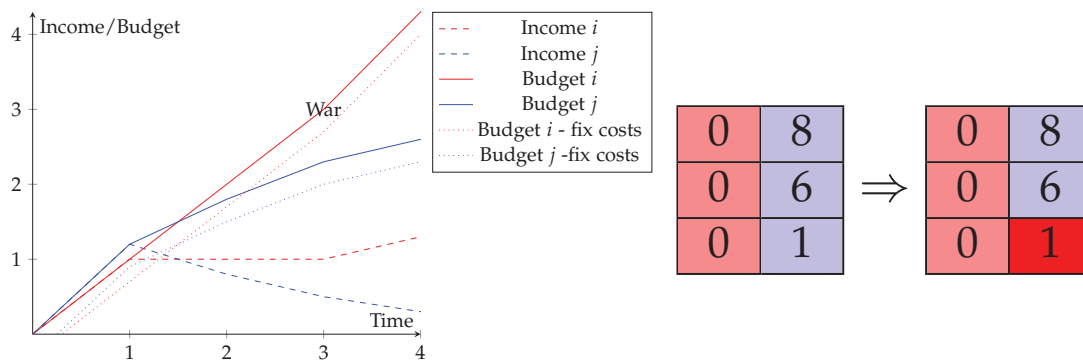 Income/Budget
4
3
2
1
War
Time
1 2 3 4
Income i
Income j
Budget i
Budget j
Budget i - fix costs
Budget j -fix costs
0 8
0 6
0 1
⇒
0 8
0 6
0 1